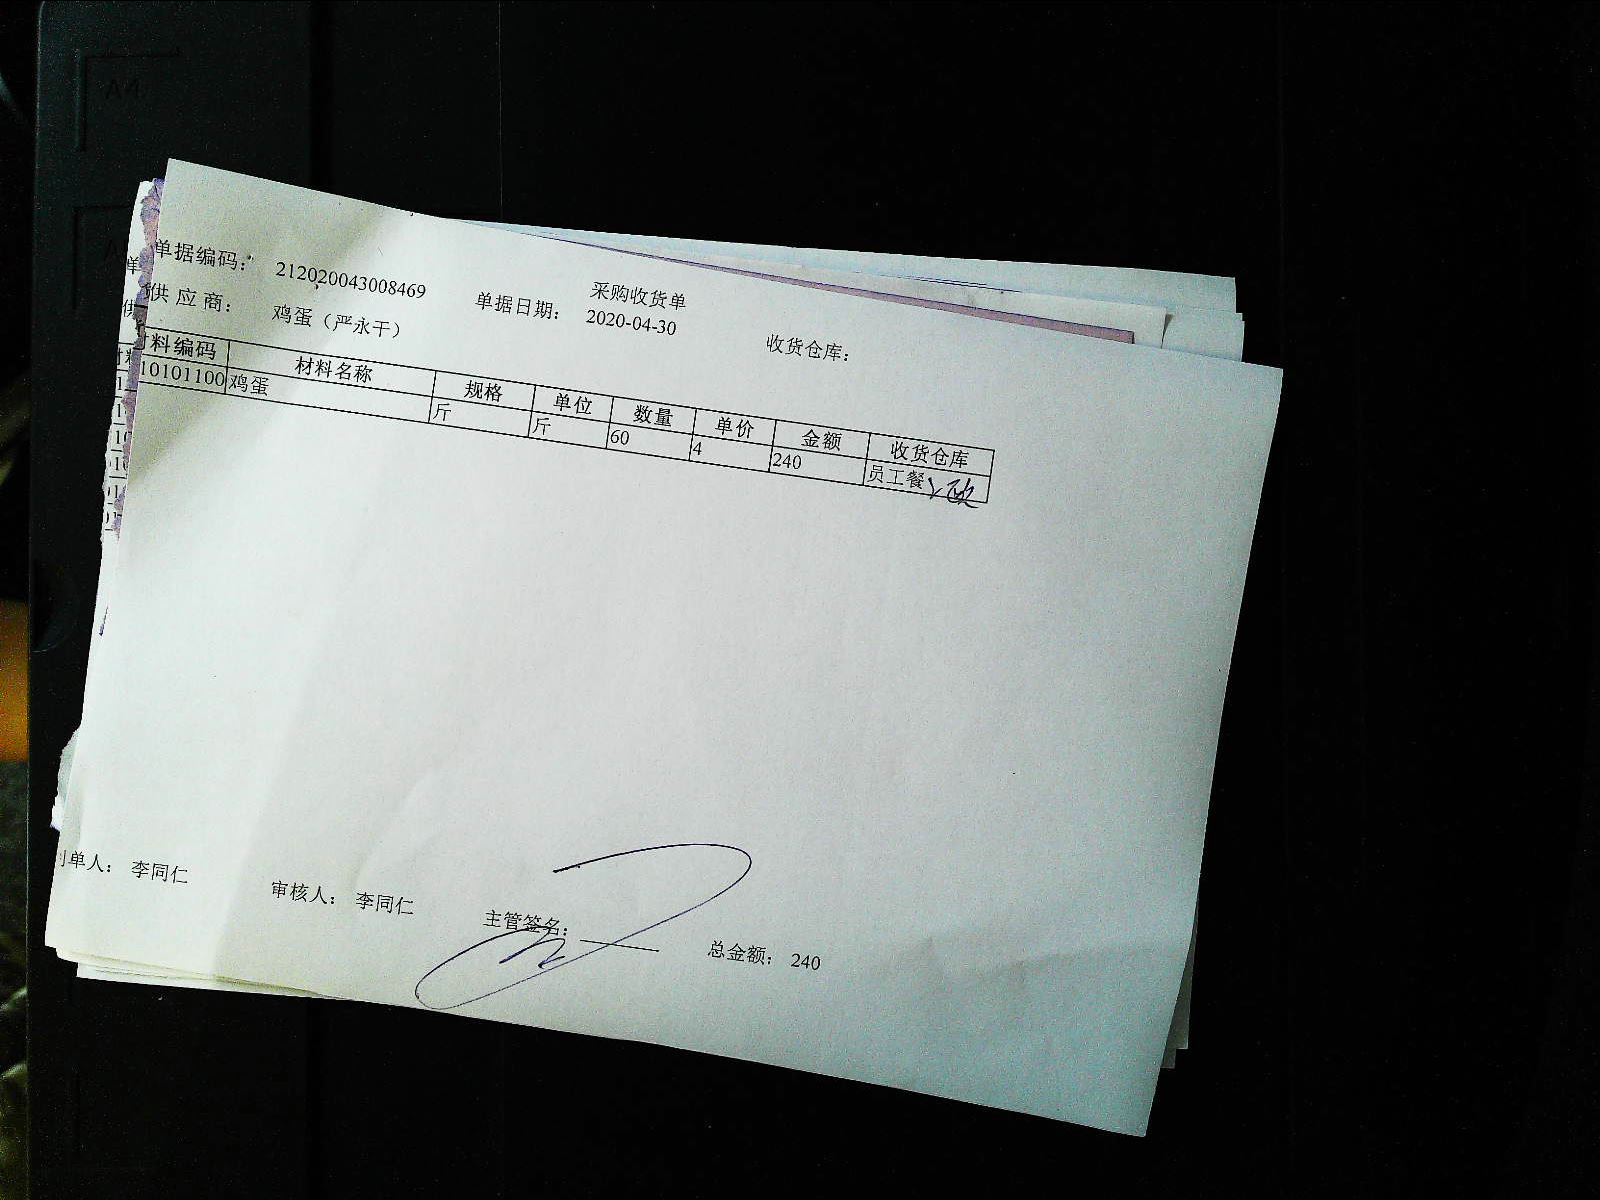 采购收货单
单据编码: 212020043008469 单据日期: 2020-04-30 收货仓库:
供应商: 鸡蛋（严永干）
料编码 材料名称 规格 单位 数量 单价 金额 收货仓库
10101100 鸡蛋 斤 斤 60 4 240 员工餐
单人: 李同仁 审核人: 李同仁 主管签名: 总金额: 240
A4